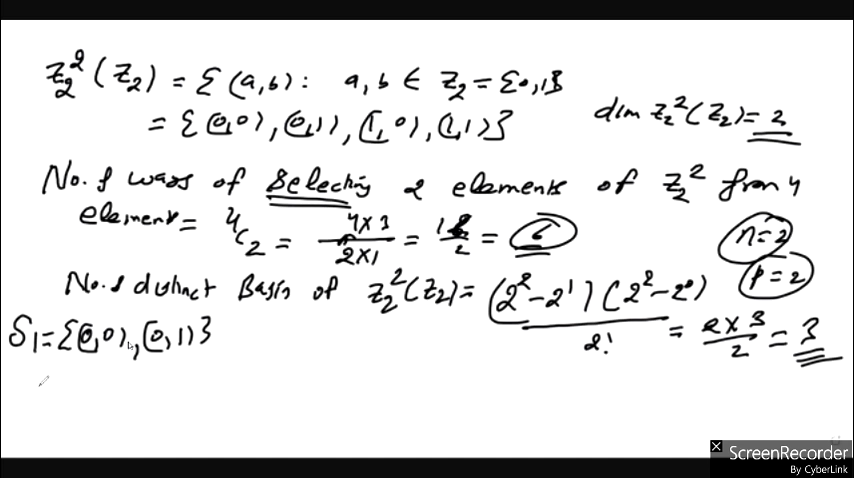 Z₂²(Z₂) = {(a,b): a,b ∈ Z₂ = {0,1}
= {(0,0), (0,1), (1,0), (1,1)}
dim Z₂²(Z₂) = 2
No. of ways of Selecting 2 elements of Z₂² from 4
element = 4C₂ = 4×3/2×1 = 12/2 = 6
n=2
p=2
No. of distinct Basis of Z₂²(Z₂) = (2²-2¹)(2²-2⁰)/2! = 2×3/2 = 3
S₁ = {(0,0), (0,1)}
ScreenRecorder
By CyberLink